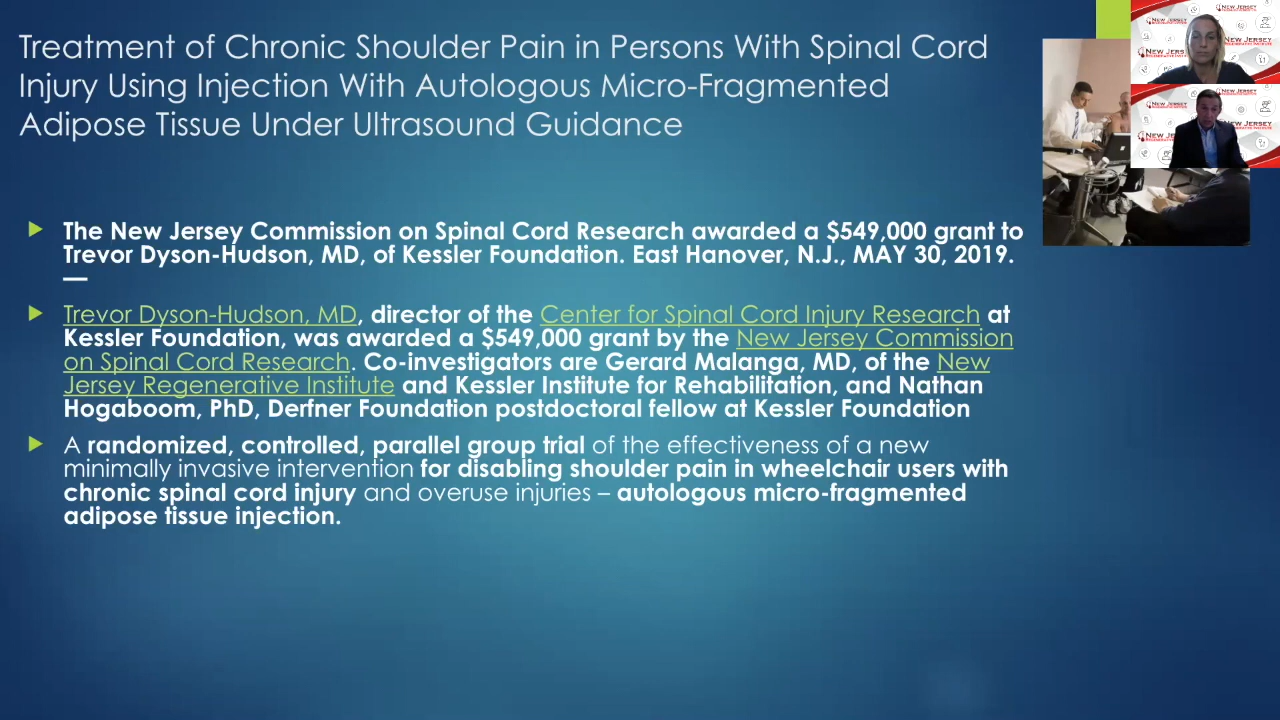 Treatment of Chronic Shoulder Pain in Persons With Spinal Cord
Injury Using Injection With Autologous Micro-Fragmented
Adipose Tissue Under Ultrasound Guidance
The New Jersey Commission on Spinal Cord Research awarded a $549,000 grant to
Trevor Dyson-Hudson, MD, of Kessler Foundation. East Hanover, N.J., MAY 30, 2019.
—
Trevor Dyson-Hudson, MD, director of the Center for Spinal Cord Injury Research at
Kessler Foundation, was awarded a $549,000 grant by the New Jersey Commission
on Spinal Cord Research. Co-investigators are Gerard Malanga, MD, of the New
Jersey Regenerative Institute and Kessler Institute for Rehabilitation, and Nathan
Hogaboom, PhD, Derfner Foundation postdoctoral fellow at Kessler Foundation
A randomized, controlled, parallel group trial of the effectiveness of a new
minimally invasive intervention for disabling shoulder pain in wheelchair users with
chronic spinal cord injury and overuse injuries – autologous micro-fragmented
adipose tissue injection.